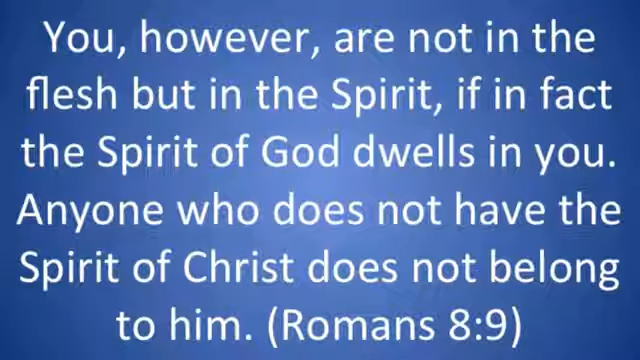 You, however, are not in the
flesh but in the Spirit, if in fact
the Spirit of God dwells in you.
Anyone who does not have the
Spirit of Christ does not belong
to him. (Romans 8:9)